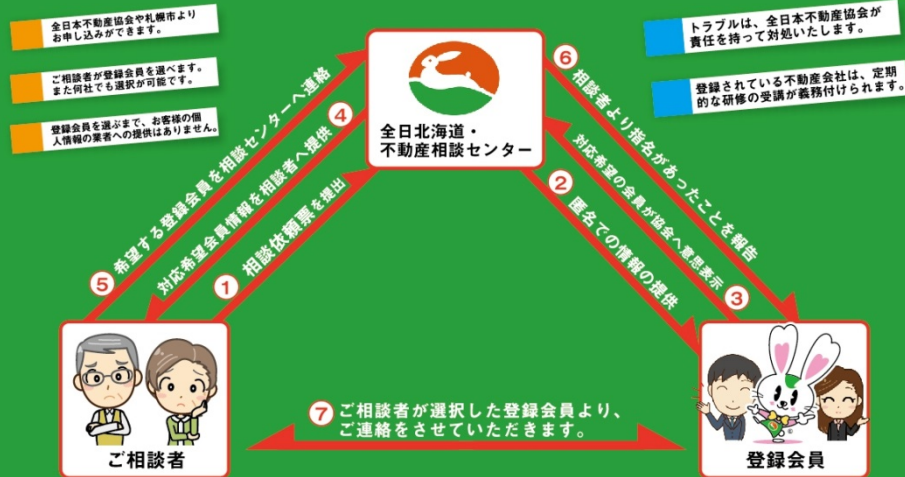 全日本不動産協会や札幌市より
お申し込みができます。
ご相談者が登録会員を選べます。
また何社でも選択が可能です。
登録会員を選ぶまで、お客様の個
人情報の業者への提供はありません。
トラブルは、全日本不動産協会が
責任を持って対処いたします。
登録されている不動産会社は、定期
的な研修の受講が義務付けられます。
全日北海道・
不動産相談センター
① 相談依頼票を提出
② 匿名での情報の提供
③ 対応希望の会員が協会へ意思表示
④ 対応希望会員情報を相談者へ提供
⑤ 希望する登録会員を相談センターへ連絡
⑥ 相談者より指名があったことを報告
⑦ ご相談者が選択した登録会員より、
ご連絡をさせていただきます。
ご相談者
登録会員